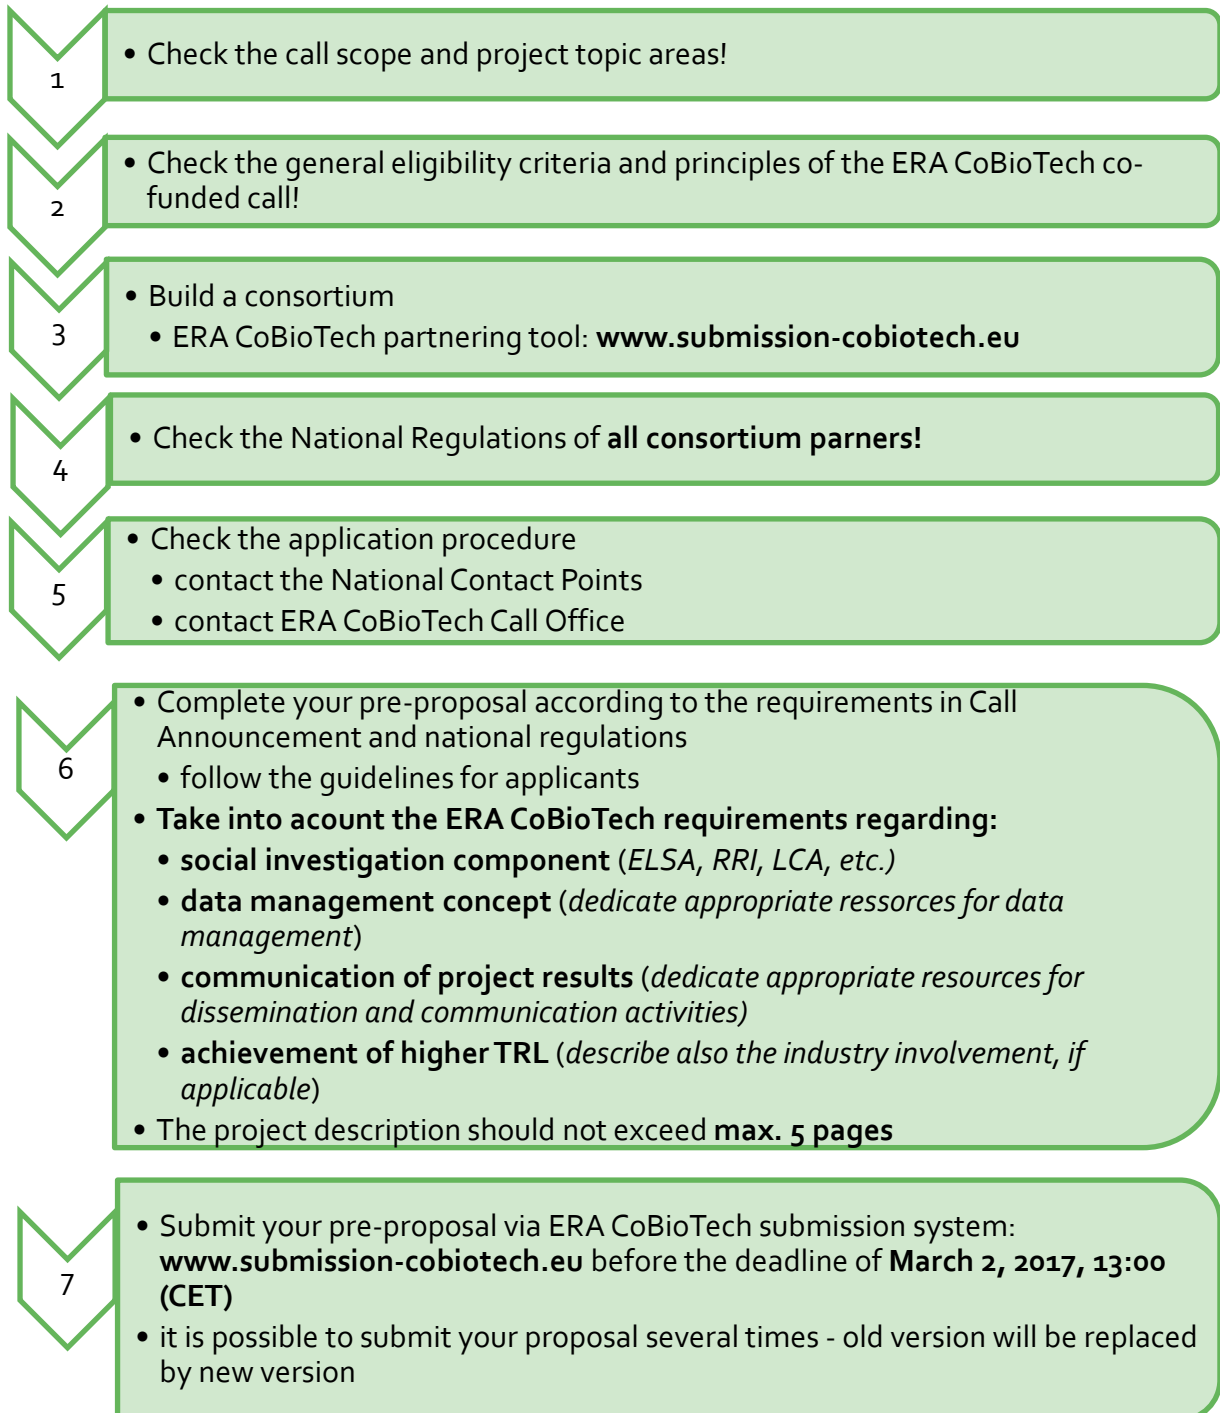 1
• Check the call scope and project topic areas!
2
• Check the general eligibility criteria and principles of the ERA CoBioTech co-
funded call!
3
• Build a consortium
• ERA CoBioTech partnering tool: www.submission-cobiotech.eu
4
• Check the National Regulations of all consortium parners!
5
• Check the application procedure
• contact the National Contact Points
• contact ERA CoBioTech Call Office
6
• Complete your pre-proposal according to the requirements in Call
Announcement and national regulations
• follow the guidelines for applicants
• Take into acount the ERA CoBioTech requirements regarding:
• social investigation component (ELSA, RRI, LCA, etc.)
• data management concept (dedicate appropriate ressorces for data
management)
• communication of project results (dedicate appropriate resources for
dissemination and communication activities)
• achievement of higher TRL (describe also the industry involvement, if
applicable)
• The project description should not exceed max. 5 pages
7
• Submit your pre-proposal via ERA CoBioTech submission system:
www.submission-cobiotech.eu before the deadline of March 2, 2017, 13:00
(CET)
• it is possible to submit your proposal several times - old version will be replaced
by new version